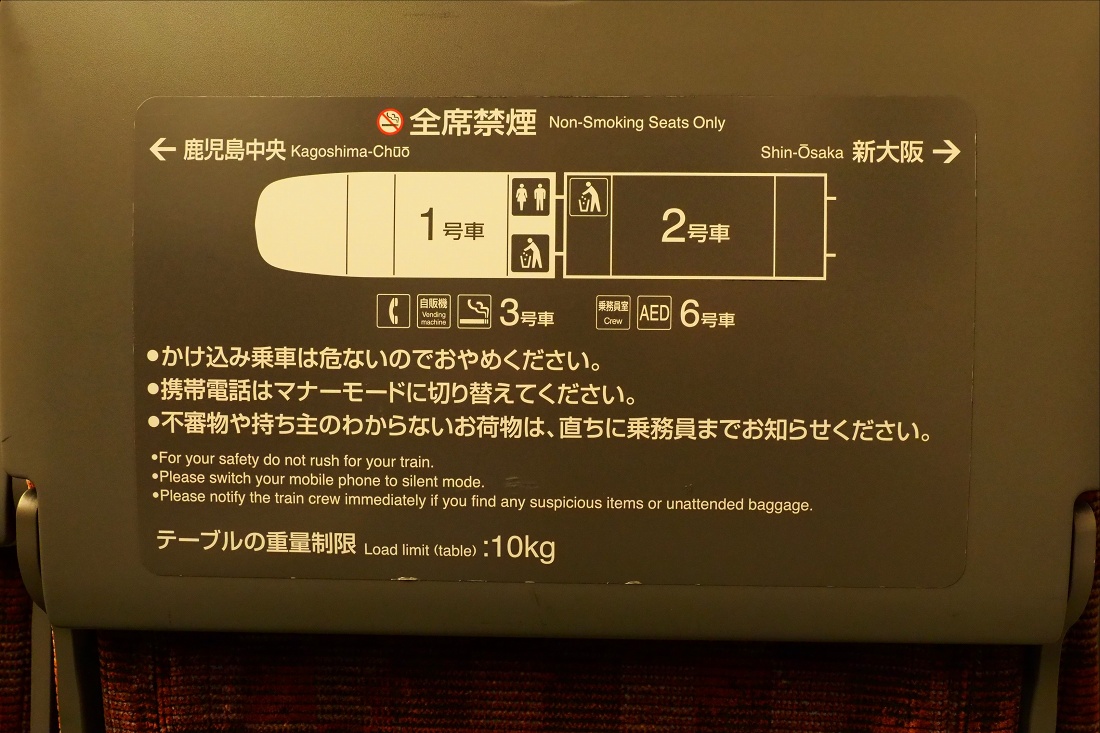 全席禁煙 Non-Smoking Seats Only
← 鹿児島中央 Kagoshima-Chūō
Shin-Ōsaka 新大阪 →
1号車
2号車
自販機 Vending machine 3号車
乗務員室 Crew AED 6号車
●かけ込み乗車は危ないのでおやめください。
●携帯電話はマナーモードに切り替えてください。
●不審物や持ち主のわからないお荷物は、直ちに乗務員までお知らせください。
●For your safety do not rush for your train.
●Please switch your mobile phone to silent mode.
●Please notify the train crew immediately if you find any suspicious items or unattended baggage.
テーブルの重量制限 Load limit (table) :10kg